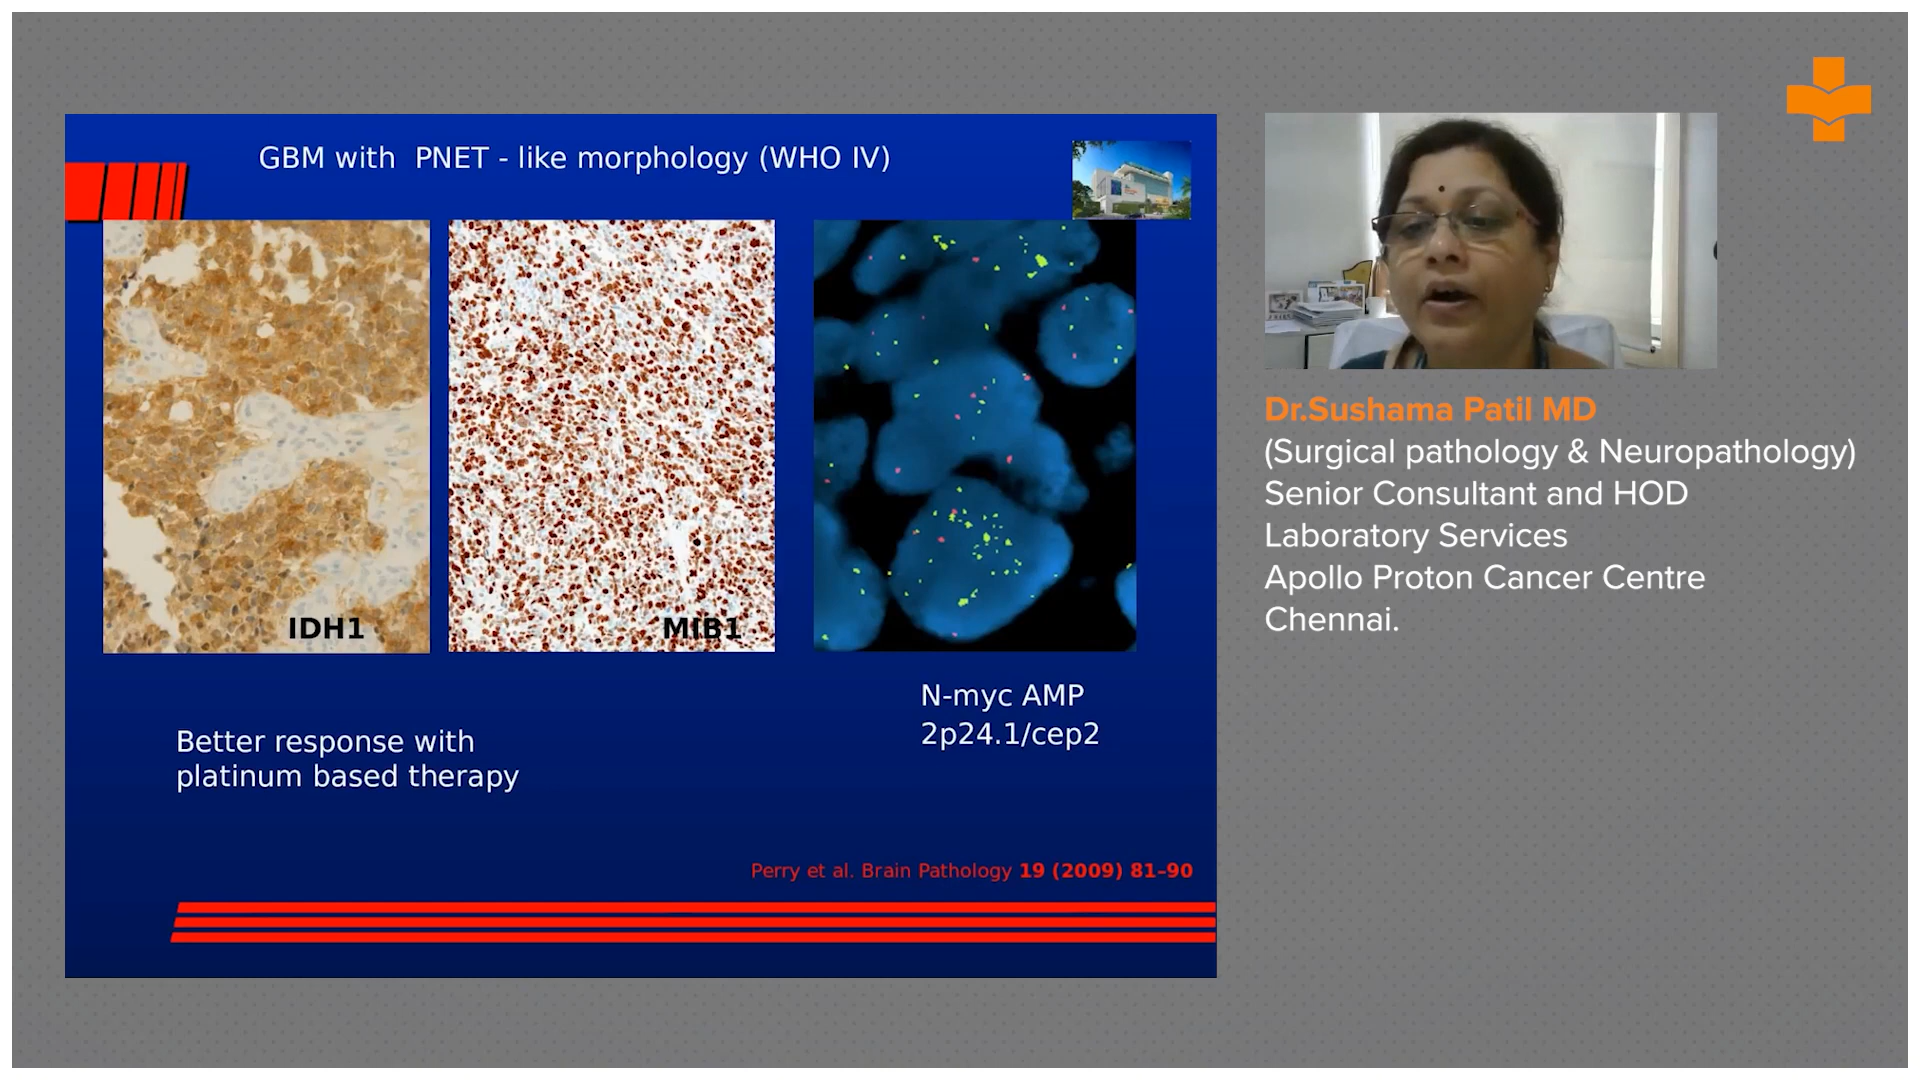 GBM with PNET - like morphology (WHO IV)
IDH1
MIB1
N-myc AMP
2p24.1/cep2
Better response with
platinum based therapy
Perry et al. Brain Pathology 19 (2009) 81–90
Dr.Sushama Patil MD
(Surgical pathology & Neuropathology)
Senior Consultant and HOD
Laboratory Services
Apollo Proton Cancer Centre
Chennai.